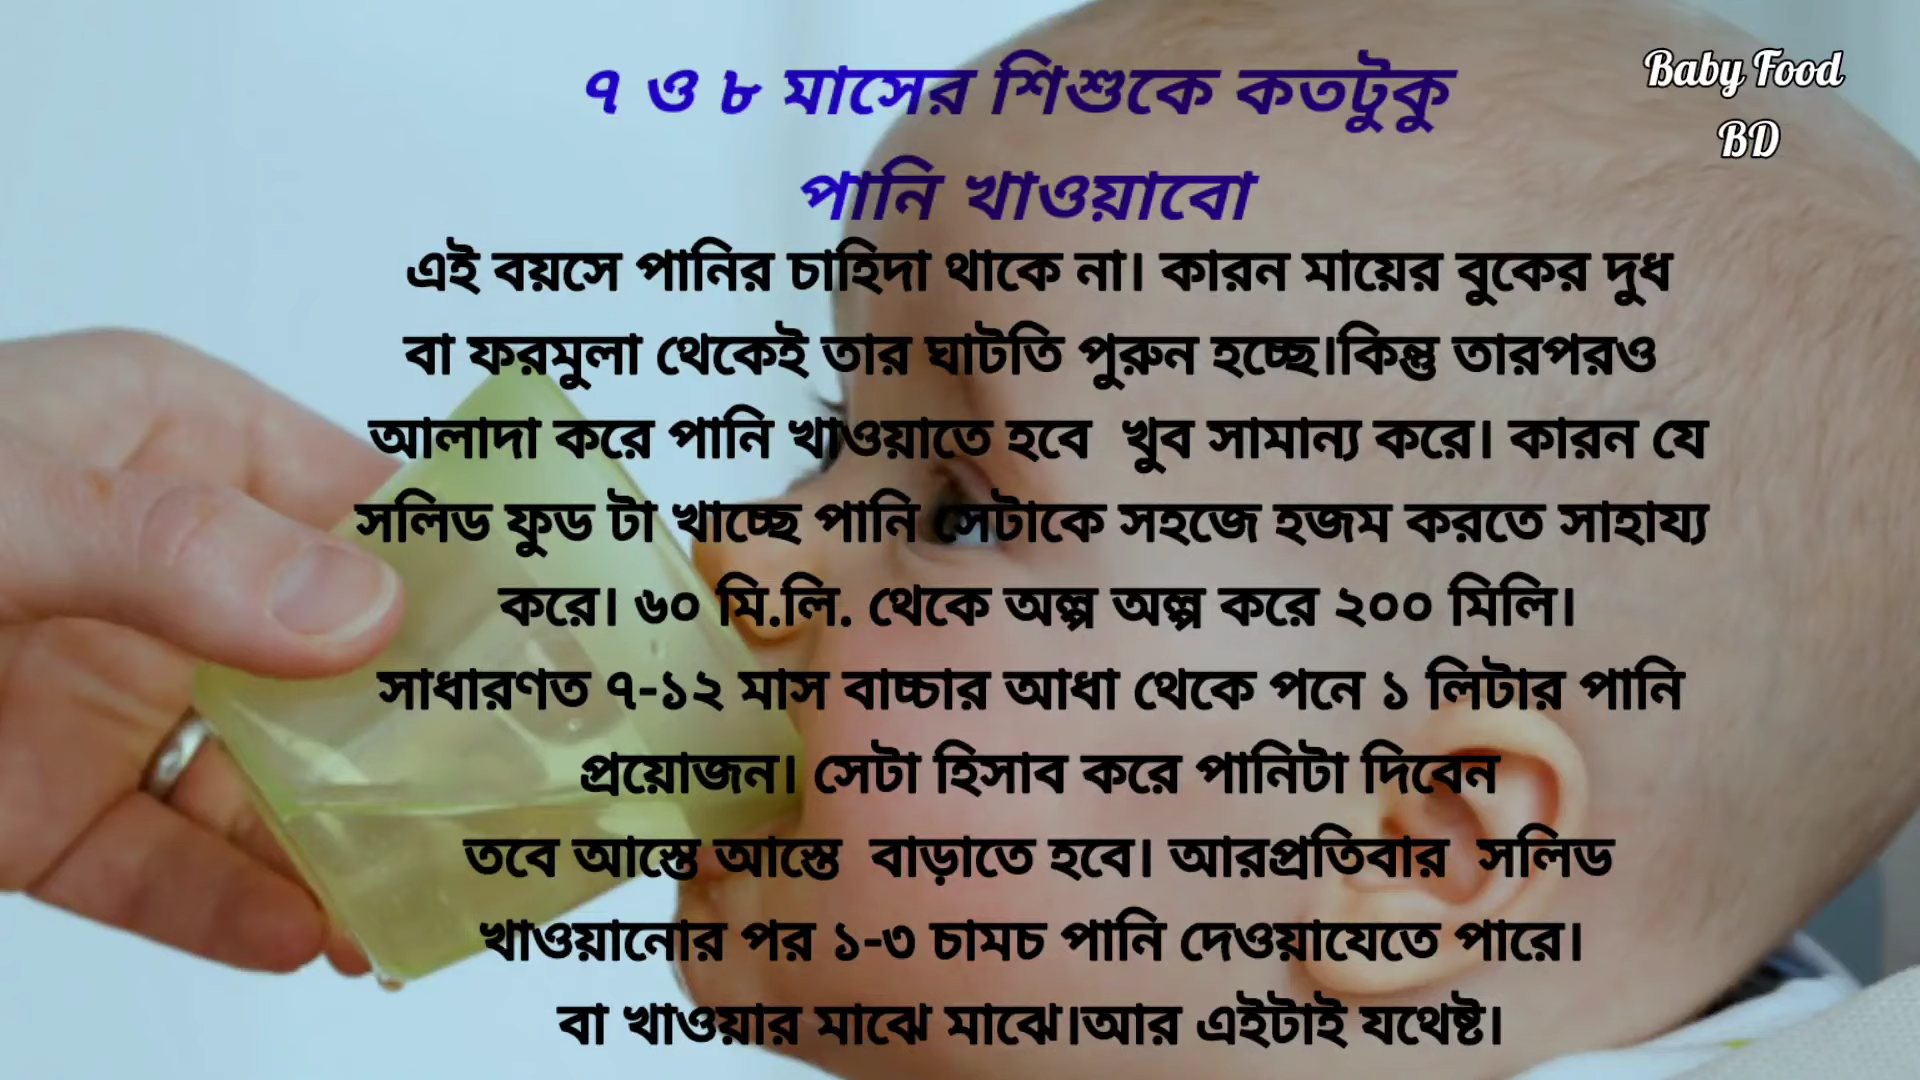 ৭ ও ৮ মাসের শিশুকে কতটুকু
পানি খাওয়াবো
Baby Food
BD
এই বয়সে পানির চাহিদা থাকে না। কারন মায়ের বুকের দুধ
বা ফরমুলা থেকেই তার ঘাটতি পুরুন হচ্ছে।কিন্তু তারপরও
আলাদা করে পানি খাওয়াতে হবে খুব সামান্য করে। কারন যে
সলিড ফুড টা খাচ্ছে পানি সেটাকে সহজে হজম করতে সাহায্য
করে। ৬০ মি.লি. থেকে অল্প অল্প করে ২০০ মিলি।
সাধারণত ৭-১২ মাস বাচ্চার আধা থেকে পনে ১ লিটার পানি
প্রয়োজন। সেটা হিসাব করে পানিটা দিবেন
তবে আস্তে আস্তে বাড়াতে হবে। আরপ্রতিবার সলিড
খাওয়ানোর পর ১-৩ চামচ পানি দেওয়াযেতে পারে।
বা খাওয়ার মাঝে মাঝে।আর এইটাই যথেষ্ট।